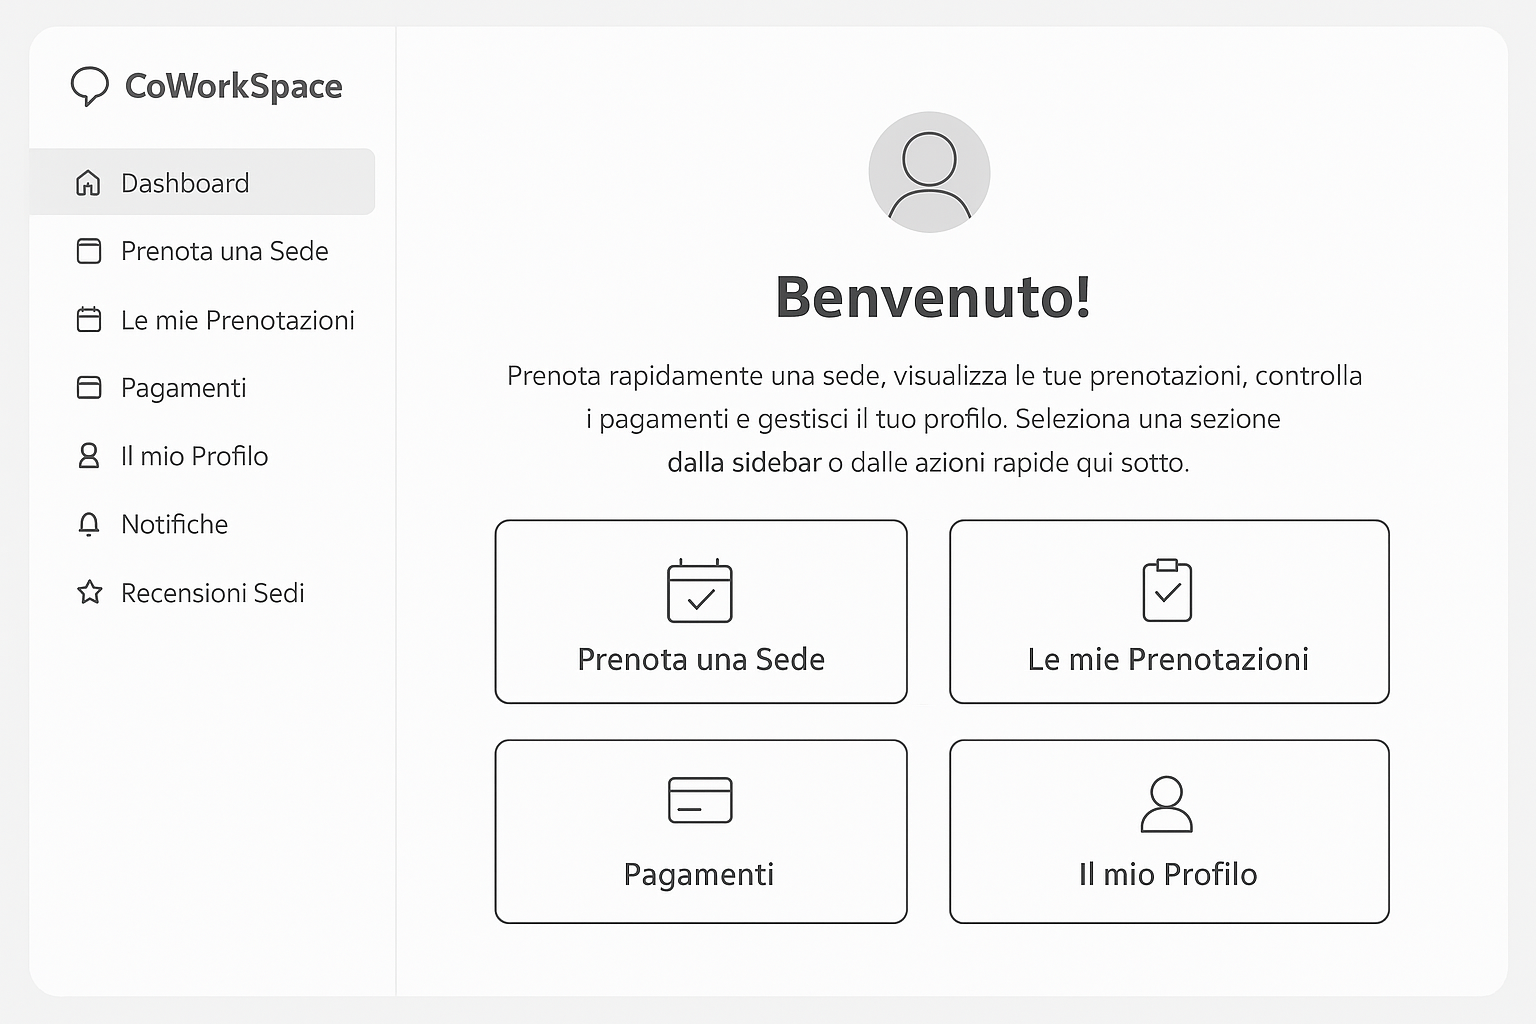 CoWorkSpace
Dashboard
Prenota una Sede
Le mie Prenotazioni
Pagamenti
Il mio Profilo
Notifiche
Recensioni Sedi
Benvenuto!
Prenota rapidamente una sede, visualizza le tue prenotazioni, controlla
i pagamenti e gestisci il tuo profilo. Seleziona una sezione
dalla sidebar o dalle azioni rapide qui sotto.
Prenota una Sede
Le mie Prenotazioni
Pagamenti
Il mio Profilo